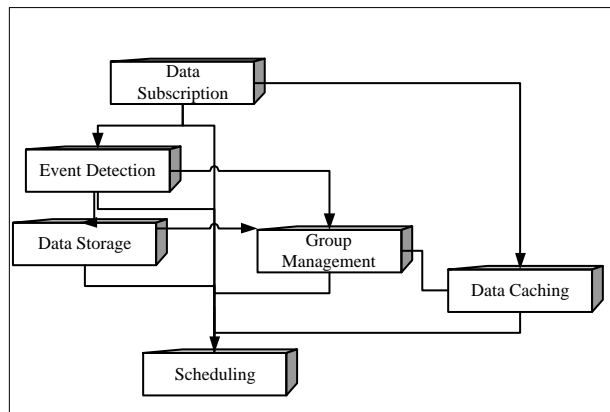 Data
Subscription
Event Detection
Data Storage
Group
Management
Data Caching
Scheduling